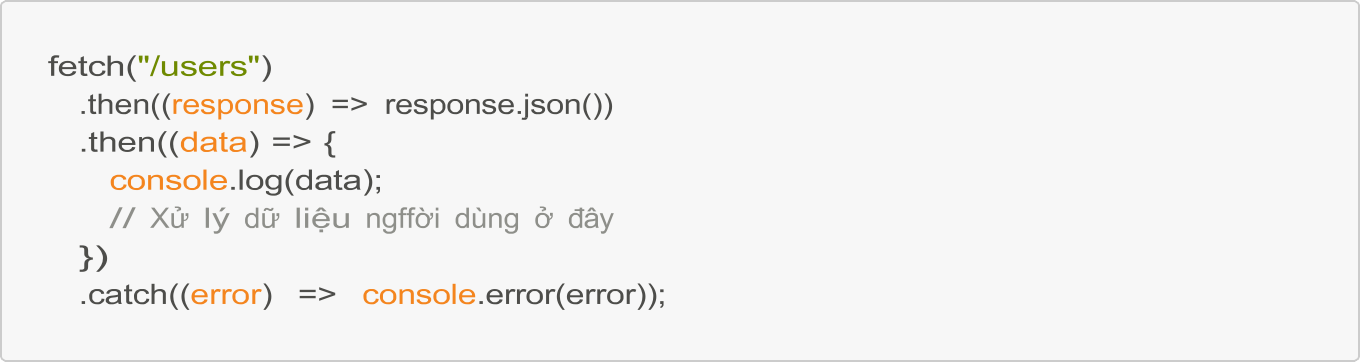 fetch("/users")
.then((response) => response.json())
.then((data) => {
console.log(data);
// Xử lý dữ liệu ngffời dùng ở đây
})
.catch((error) => console.error(error));